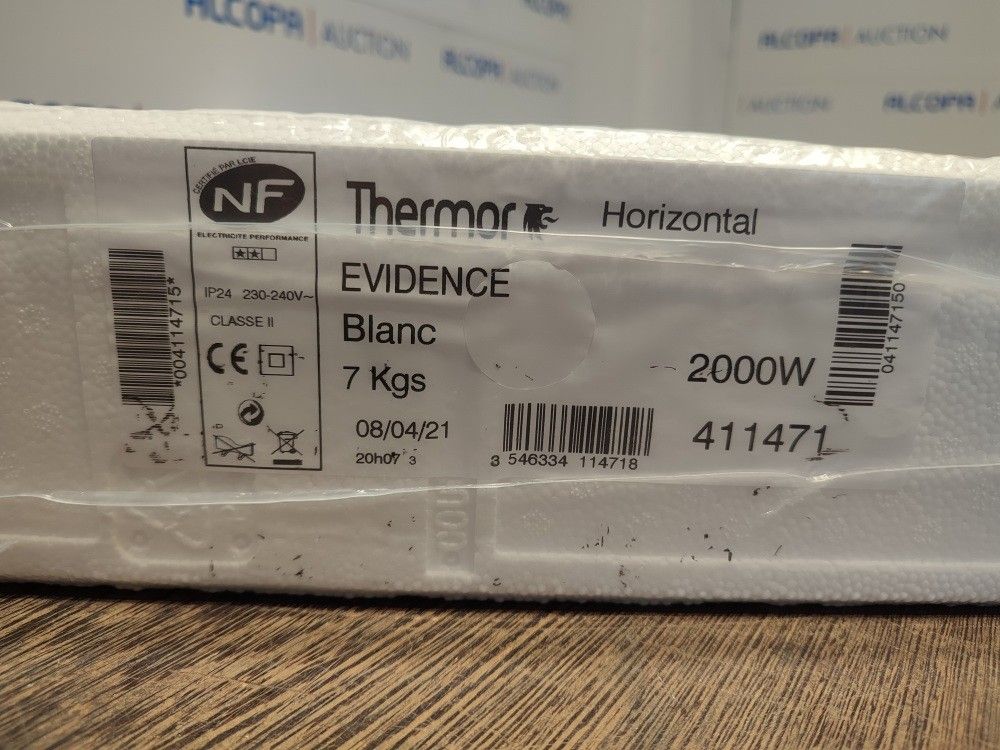 ALCOPA | AUCTION
ALCOPA | AUCTION
ALCOPA | AUCTION
| AUCTION
ALCOPA
CERTIFIÉ PAR LCIE
NF
ELECTRICITE PERFORMANCE
IP24 230-240V~
CLASSE II
CE
Thermor
Horizontal
EVIDENCE
Blanc
7 Kgs
2000W
08/04/21
20h07 3
411471
3 546334 114718
*004114715*
041147150